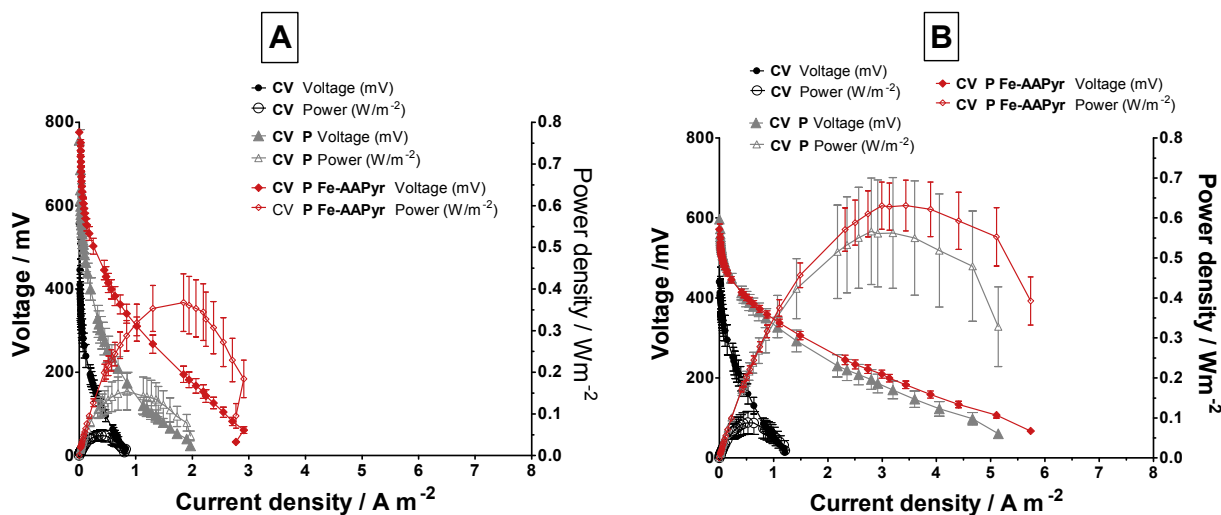 A
CV Voltage (mV)
CV Power (W/m⁻²)
CV P Voltage (mV)
CV P Power (W/m⁻²)
CV P Fe-AAPyr Voltage (mV)
CV P Fe-AAPyr Power (W/m⁻²)
Voltage / mV
800
600
400
200
0
0 1 2 3 4 5 6 7 8
Current density / A m⁻²
0.8
0.7
0.6
0.5
0.4
0.3
0.2
0.1
0.0
Power density / Wm⁻²
B
CV Voltage (mV)
CV Power (W/m⁻²)
CV P Voltage (mV)
CV P Power (W/m⁻²)
CV P Fe-AAPyr Voltage (mV)
CV P Fe-AAPyr Power (W/m⁻²)
Voltage /mV
800
600
400
200
0
0 1 2 3 4 5 6 7 8
Current density / A m⁻²
0.8
0.7
0.6
0.5
0.4
0.3
0.2
0.1
0.0
Power density / Wm⁻²